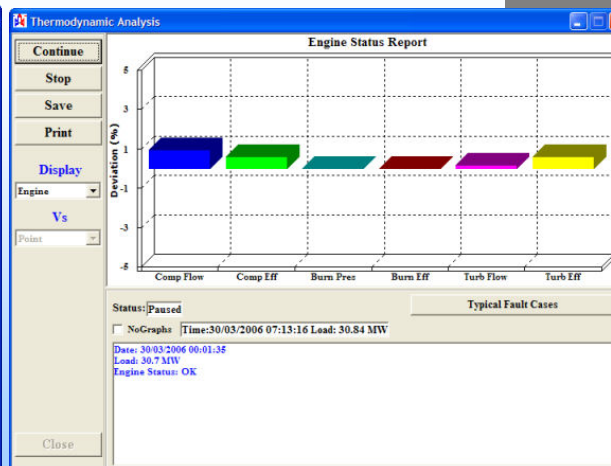 Thermodynamic Analysis
Continue
Stop
Save
Print
Display
Engine
Vs
Point
Close
Engine Status Report
Deviation (%)
5
3
1
-1
-3
-5
Comp Flow Comp Eff Burn Pres Burn Eff Turb Flow Turb Eff
Status: Paused
Typical Fault Cases
NoGraphs Time:30/03/2006 07:13:16 Load: 30.84 MW
Date: 30/03/2006 00:01:35
Load: 30.7 MW
Engine Status: OK